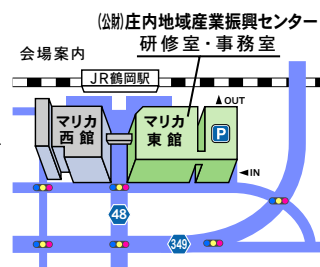 (公財)庄内地域産業振興センター
研修室・事務室
会場案内
JR鶴岡駅
▲OUT
マリカ
西館
マリカ
東館
P
◀IN
48
349